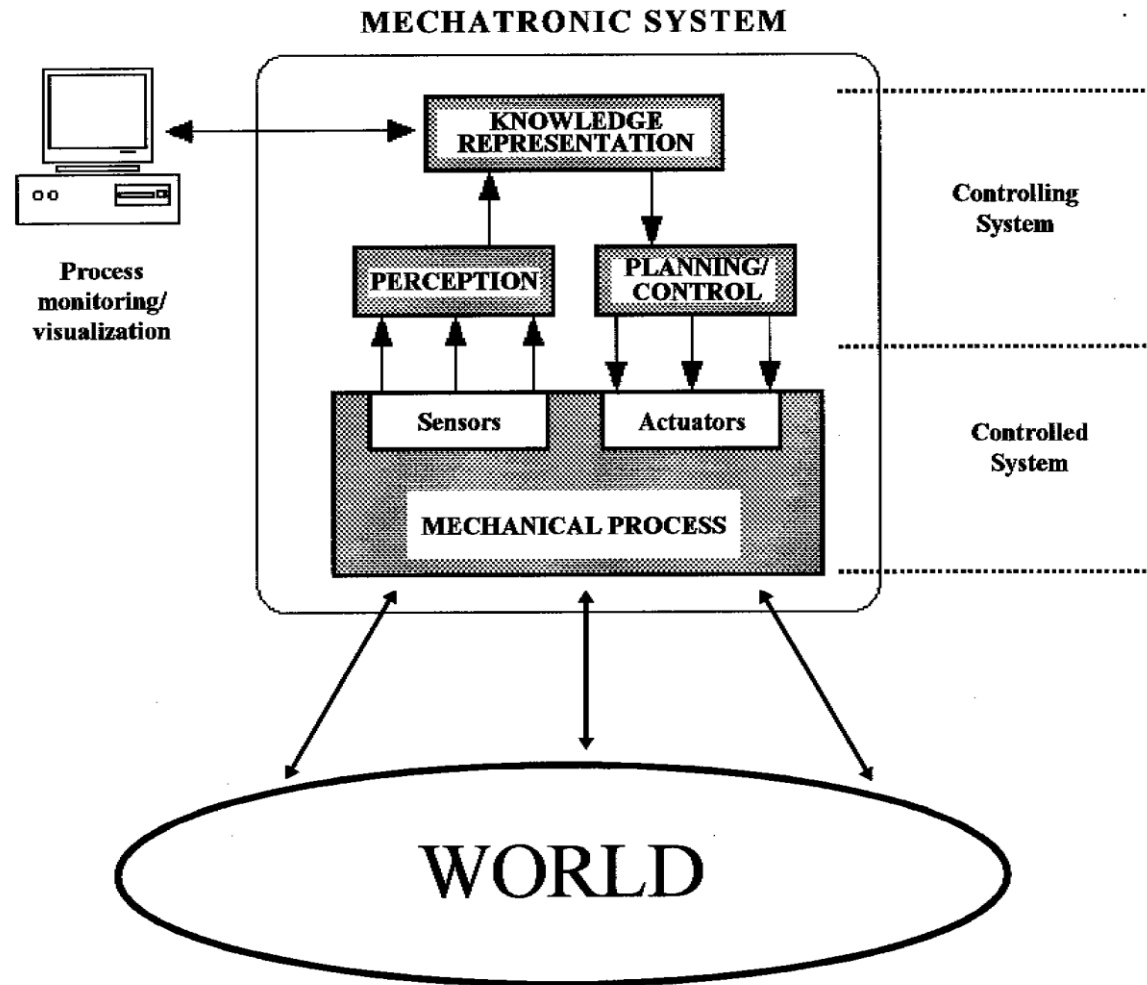 MECHATRONIC SYSTEM
KNOWLEDGE
REPRESENTATION
Process
monitoring/
visualization
PERCEPTION
PLANNING/
CONTROL
Controlling
System
Sensors
Actuators
MECHANICAL PROCESS
Controlled
System
WORLD